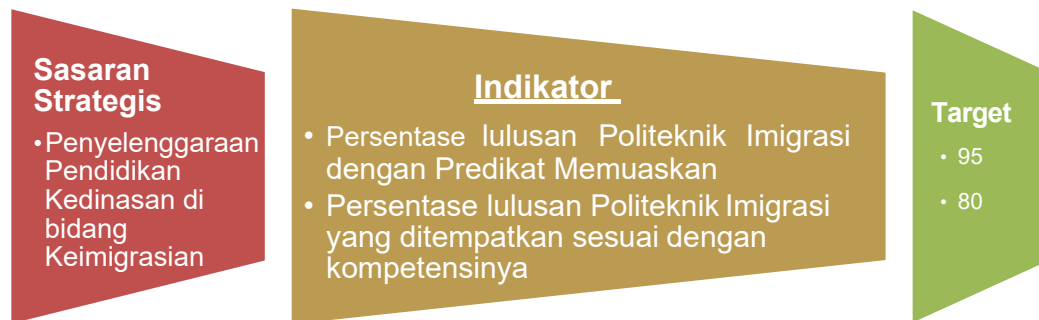 Sasaran
Strategis
•Penyelenggaraan
Pendidikan
Kedinasan di
bidang
Keimigrasian
Indikator
• Persentase lulusan Politeknik Imigrasi
dengan Predikat Memuaskan
• Persentase lulusan Politeknik Imigrasi
yang ditempatkan sesuai dengan
kompetensinya
Target
• 95
• 80